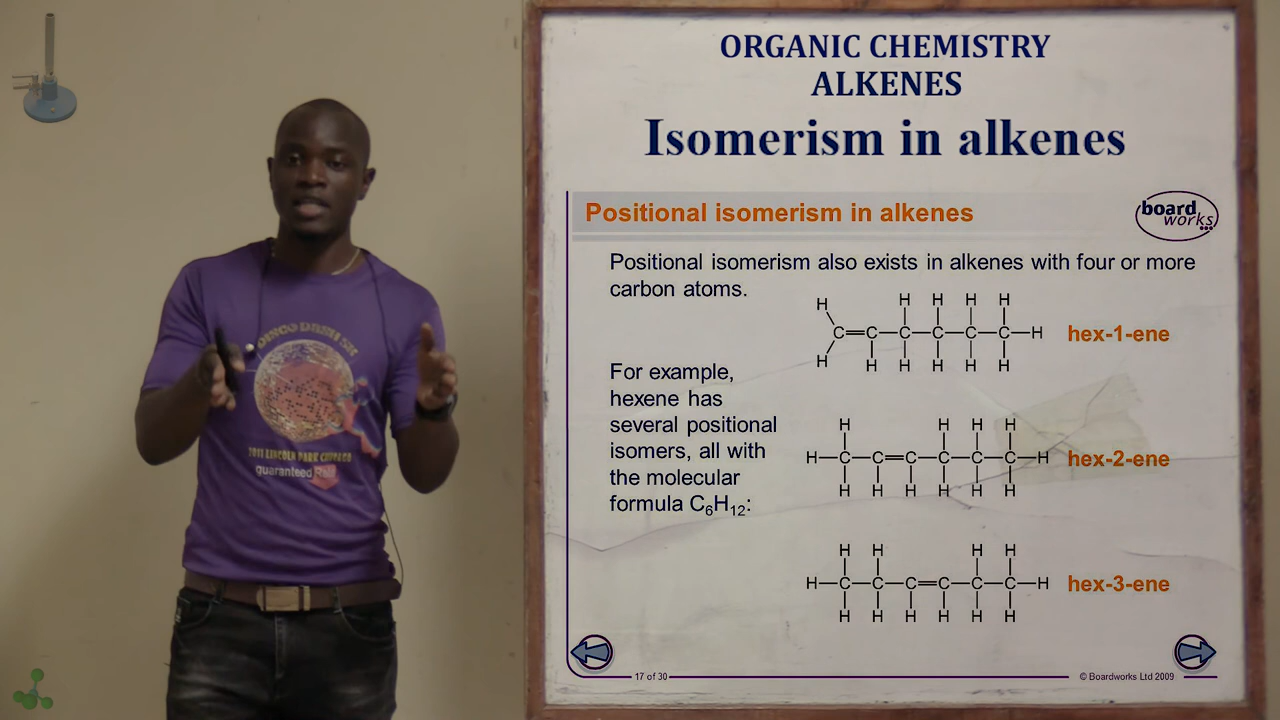 ORGANIC CHEMISTRY
ALKENES
Isomerism in alkenes
Positional isomerism in alkenes
board
works
Positional isomerism also exists in alkenes with four or more
carbon atoms.
H H H H H
C=C-C-C-C-C-H hex-1-ene
H H H H H H
For example,
hexene has
several positional
isomers, all with
the molecular
formula C₆H₁₂:
H H H H
H-C-C=C-C-C-C-H hex-2-ene
H H H H H H
H H H H
H-C-C-C=C-C-C-H hex-3-ene
H H H H H H
17 of 30
© Boardworks Ltd 2009
DISCO DASH 5K
2011 LINCOLN PARK CHICAGO
guaranteed